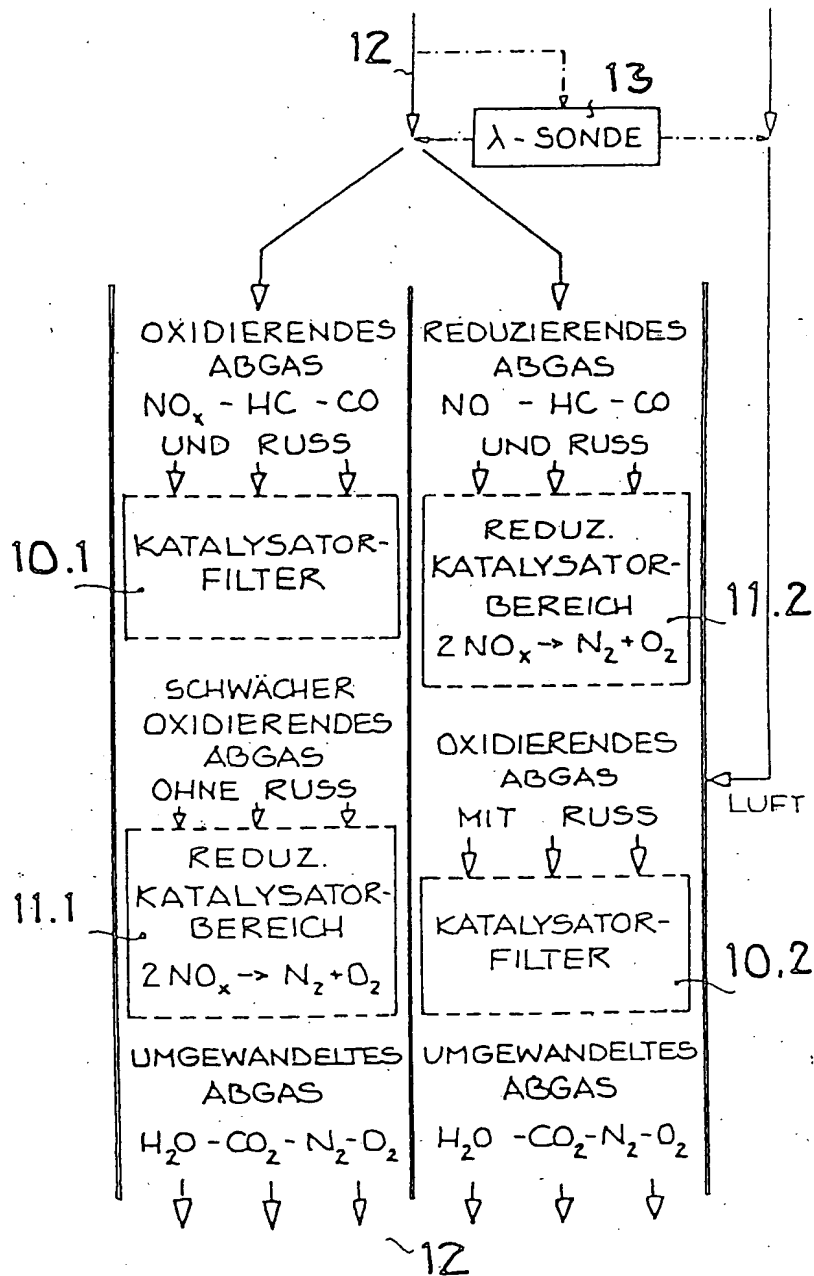 12
13
λ - SONDE
OXIDIERENDES
ABGAS
NOₓ - HC - CO
UND RUSS
KATALYSATOR-
FILTER
10.1
SCHWÄCHER
OXIDIERENDES
ABGAS
OHNE RUSS
REDUZ.
KATALYSATOR-
BEREICH
2 NOₓ → N₂ + O₂
11.1
UMGEWANDELTES
ABGAS
H₂O - CO₂ - N₂ - O₂
REDUZIERENDES
ABGAS
NO - HC - CO
UND RUSS
REDUZ.
KATALYSATOR-
BEREICH
2 NOₓ → N₂ + O₂
11.2
OXIDIERENDES
ABGAS
MIT RUSS
LUFT
KATALYSATOR-
FILTER
10.2
UMGEWANDELTES
ABGAS
H₂O - CO₂ - N₂ - O₂
12